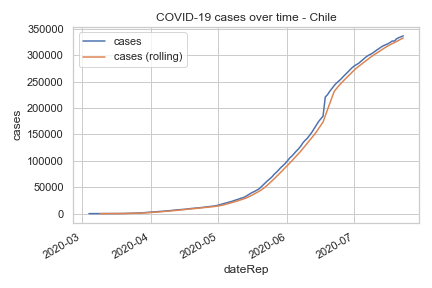 COVID-19 cases over time - Chile
cases
cases (rolling)
350000
300000
250000
200000
150000
100000
50000
0
cases
2020-03
2020-04
2020-05
2020-06
2020-07
dateRep